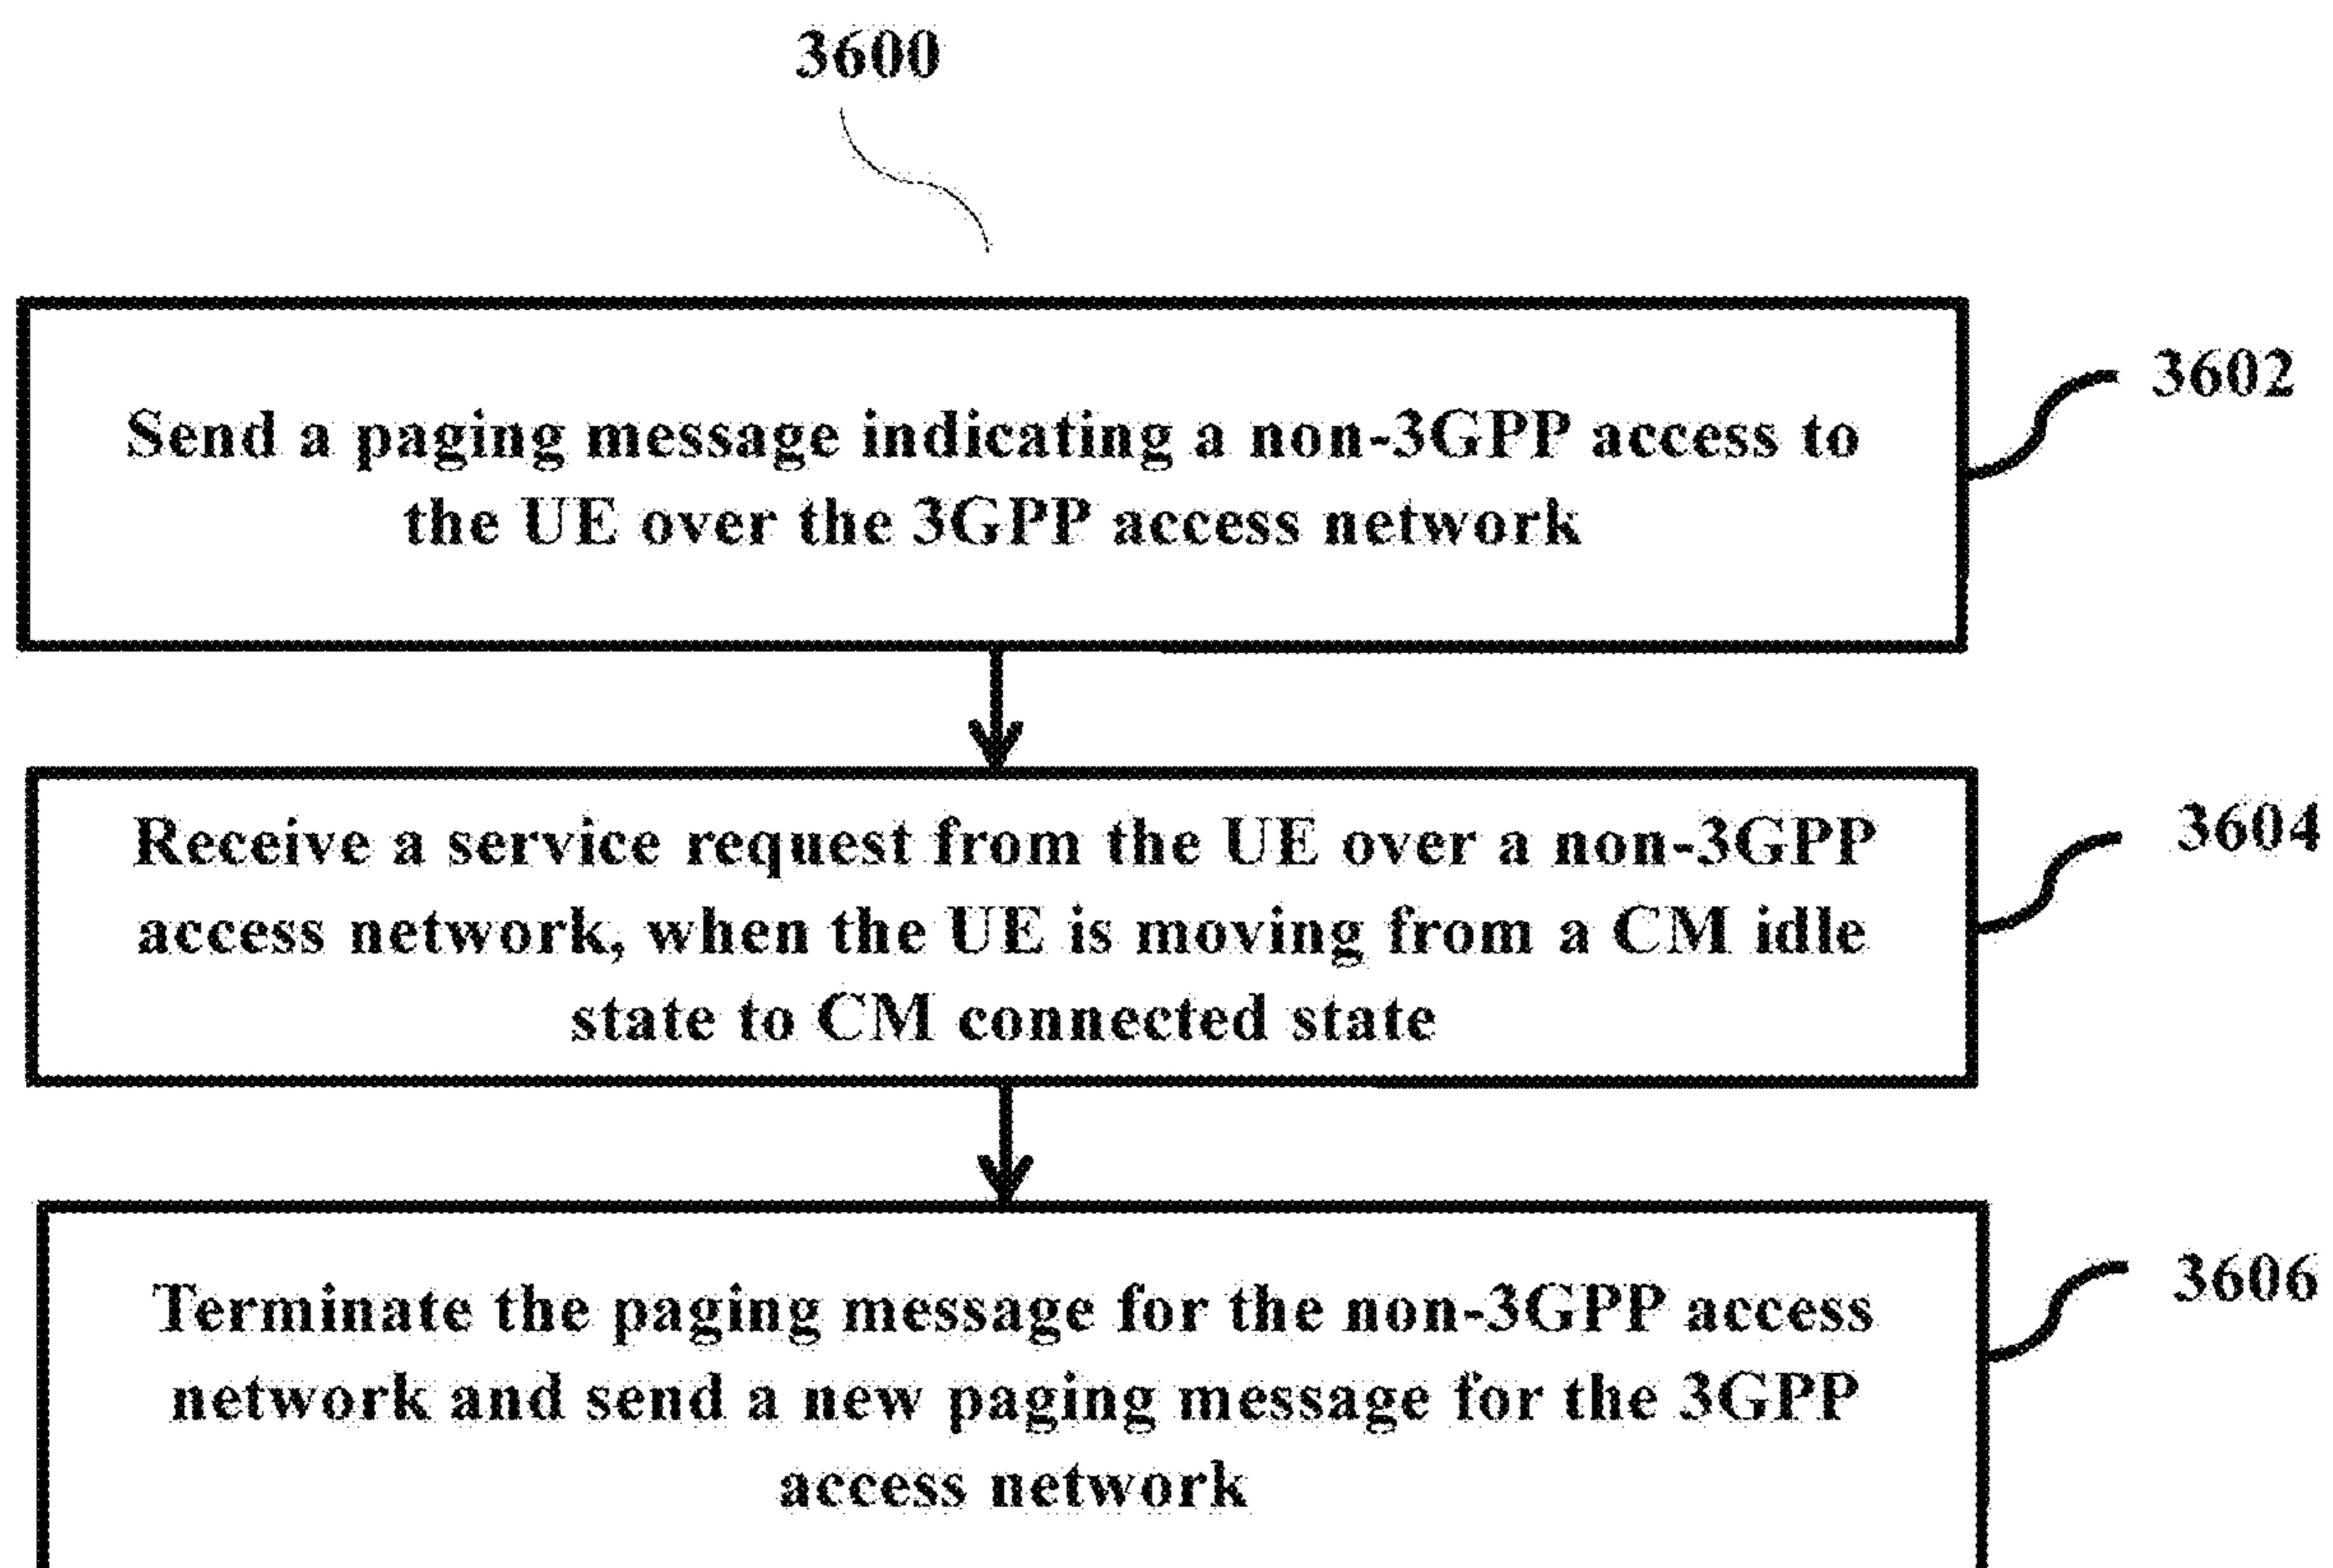 3600
Send a paging message indicating a non-3GPP access to
the UE over the 3GPP access network
3602
Receive a service request from the UE over a non-3GPP
access network, when the UE is moving from a CM idle
state to CM connected state
3604
Terminate the paging message for the non-3GPP access
network and send a new paging message for the 3GPP
access network
3606